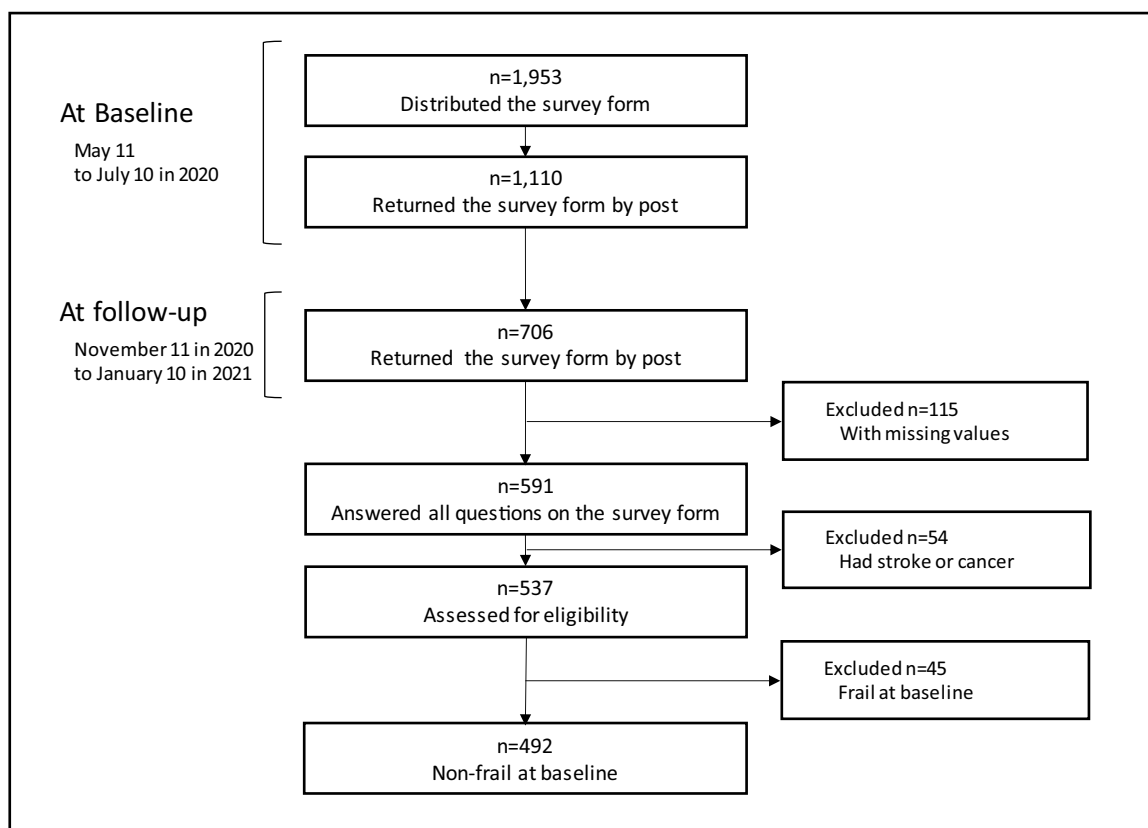 n=1,953
Distributed the survey form
At Baseline
May 11
to July 10 in 2020
n=1,110
Returned the survey form by post
At follow-up
November 11 in 2020
to January 10 in 2021
n=706
Returned the survey form by post
Excluded n=115
With missing values
n=591
Answered all questions on the survey form
Excluded n=54
Had stroke or cancer
n=537
Assessed for eligibility
Excluded n=45
Frail at baseline
n=492
Non-frail at baseline